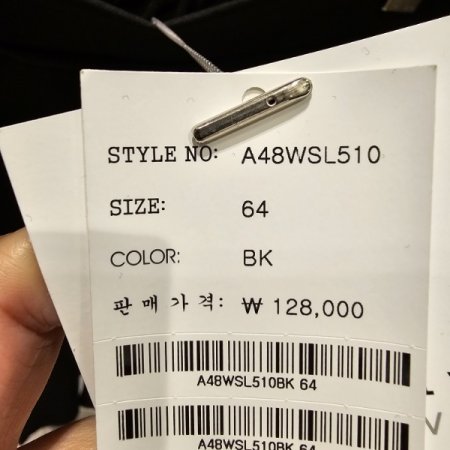 STYLE NO: A48WSL510
SIZE: 64
COLOR: BK
판매가격: ₩ 128,000
A48WSL510BK 64
A48WSL510BK 64